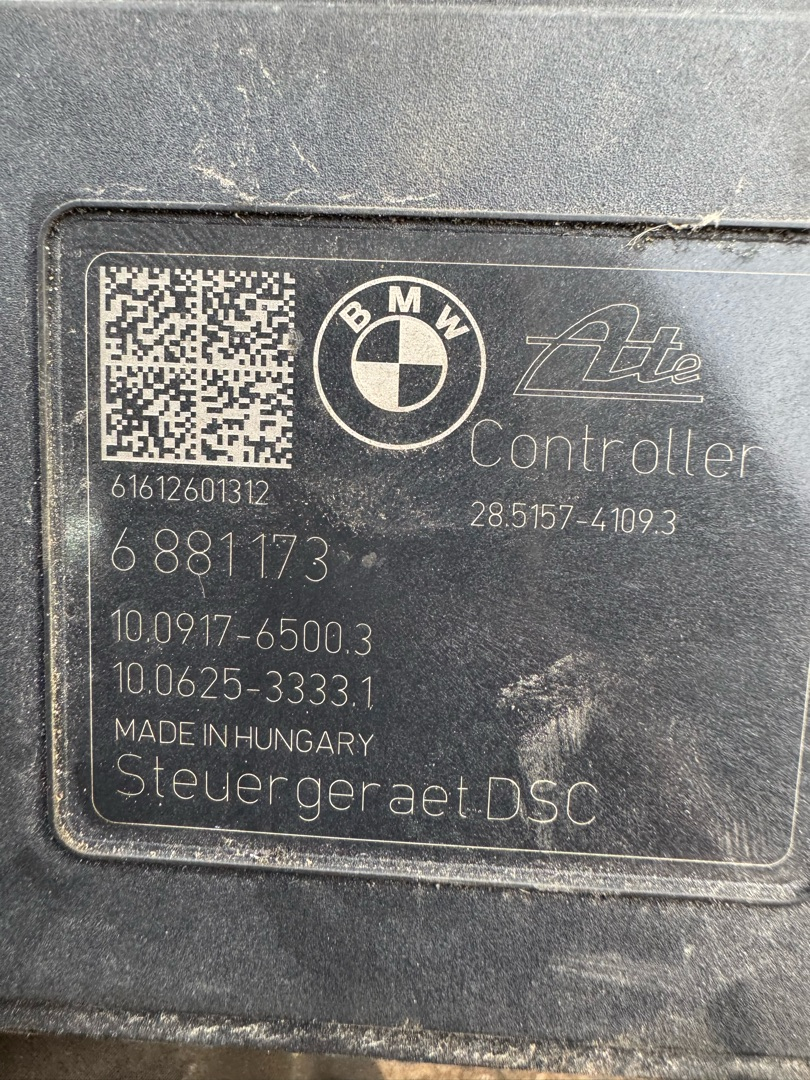 BMW
Ate
Controller
61612601312
28.5157-4109.3
6 881 173
10.0917-6500.3
10.0625-3333.1
MADE IN HUNGARY
Steuergeraet DSC